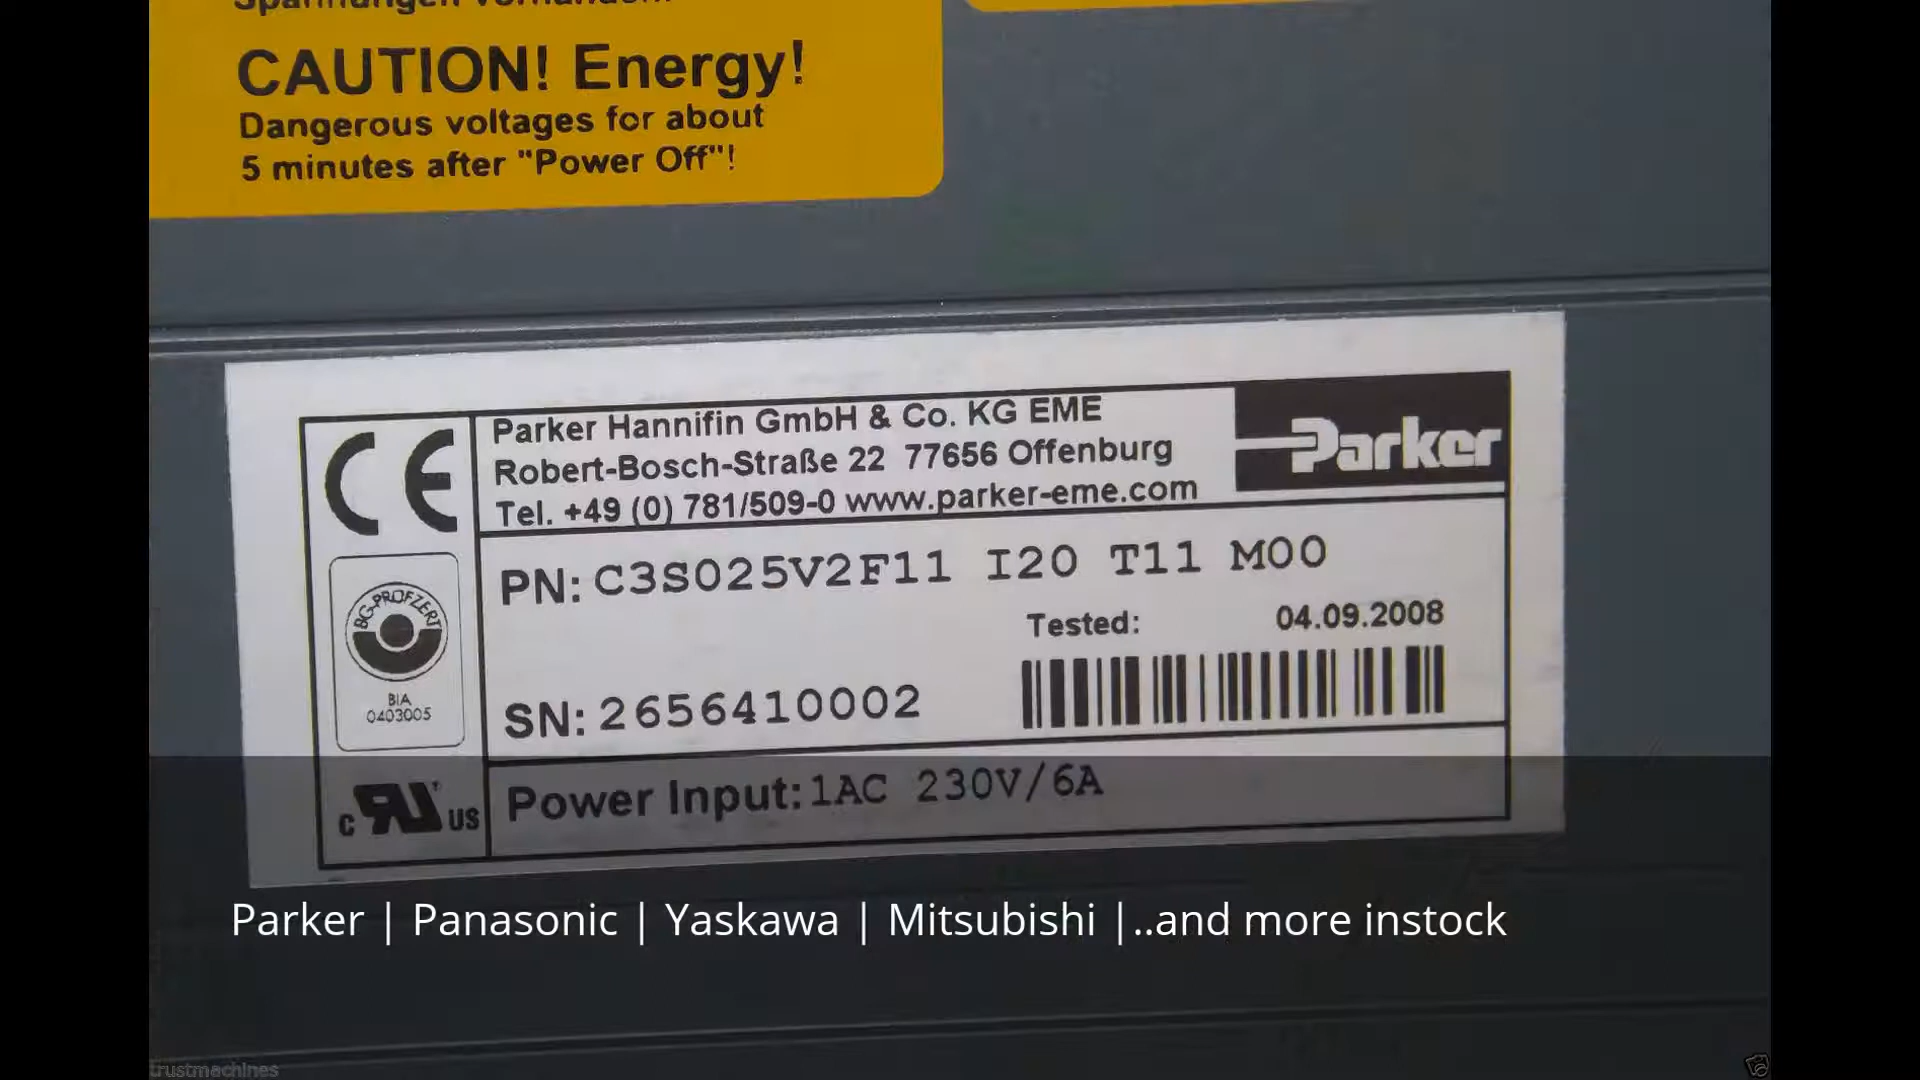 Spannungen vorhanden!
CAUTION! Energy!
Dangerous voltages for about
5 minutes after "Power Off"!
Parker Hannifin GmbH & Co. KG EME
Robert-Bosch-Straße 22 77656 Offenburg
Tel. +49 (0) 781/509-0 www.parker-eme.com
Parker
CE
PN: C3S025V2F11 I20 T11 M00
Tested: 04.09.2008
BG-PRÜFZERT
BIA
0403005
SN: 2656410002
c RU US
Power Input: 1AC 230V/6A
Parker | Panasonic | Yaskawa | Mitsubishi |..and more instock
trustmachines